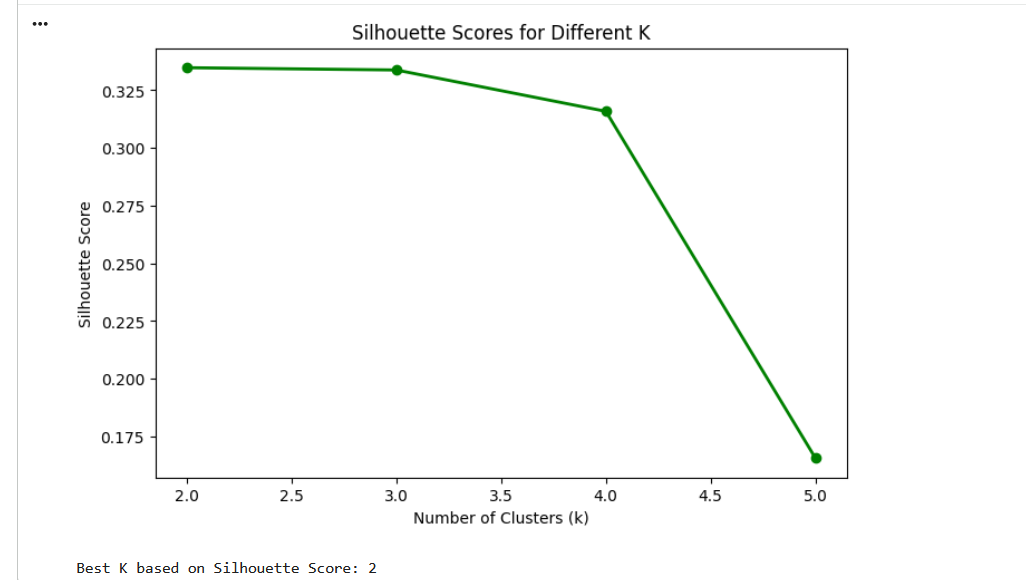 Silhouette Scores for Different K
0.325
0.300
0.275
0.250
0.225
0.200
0.175
Silhouette Score
2.0 2.5 3.0 3.5 4.0 4.5 5.0
Number of Clusters (k)
Best K based on Silhouette Score: 2